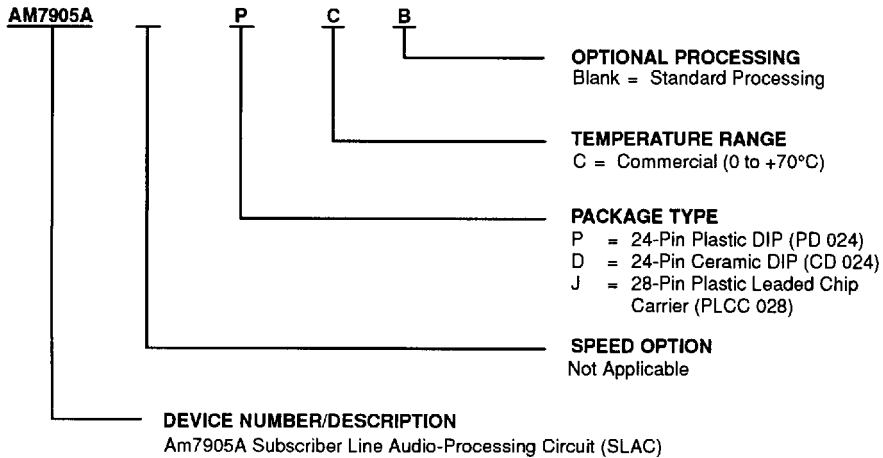 AM7905A P C B
OPTIONAL PROCESSING
Blank = Standard Processing
TEMPERATURE RANGE
C = Commercial (0 to +70°C)
PACKAGE TYPE
P = 24-Pin Plastic DIP (PD 024)
D = 24-Pin Ceramic DIP (CD 024)
J = 28-Pin Plastic Leaded Chip
Carrier (PLCC 028)
SPEED OPTION
Not Applicable
DEVICE NUMBER/DESCRIPTION
Am7905A Subscriber Line Audio-Processing Circuit (SLAC)